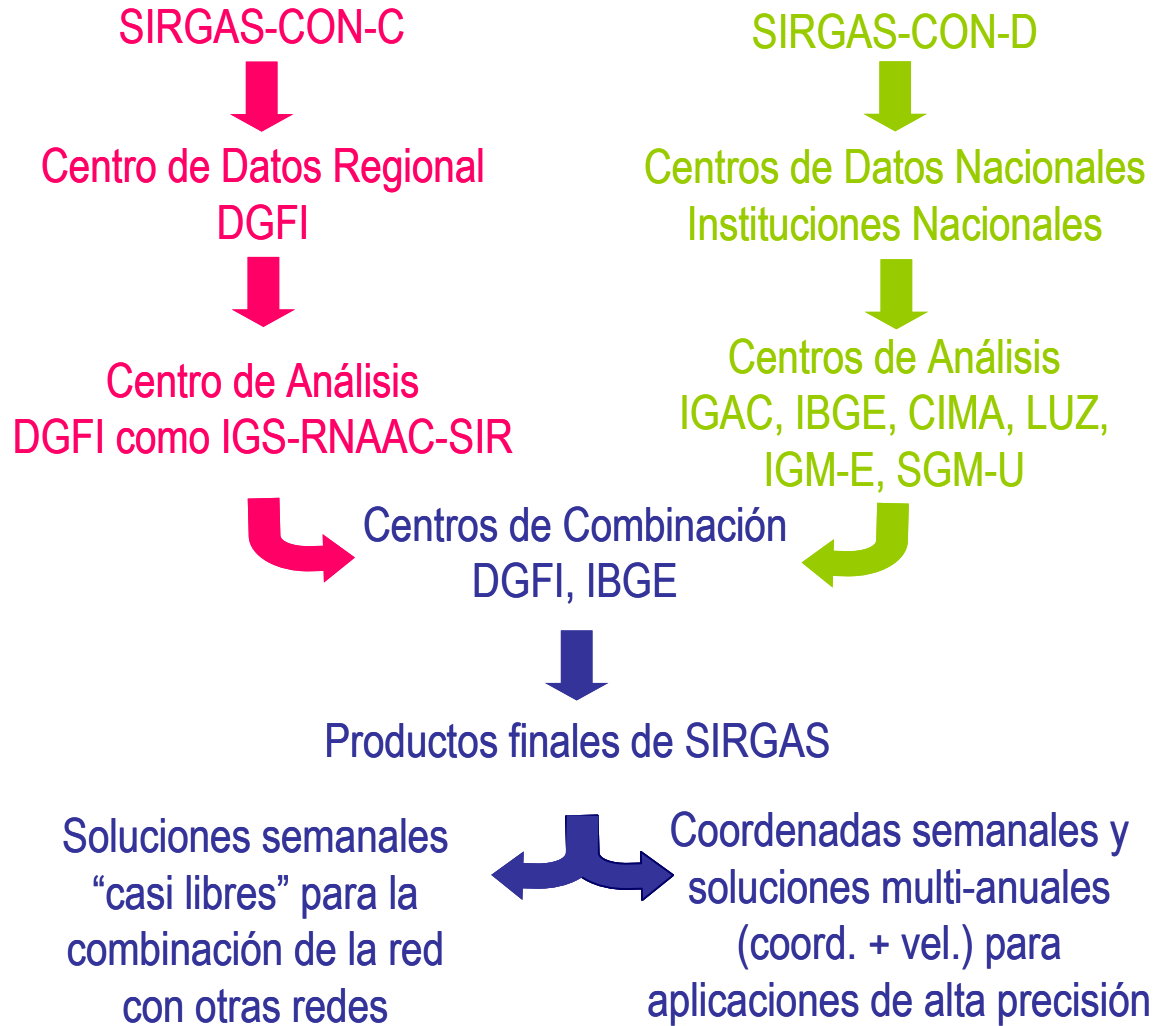 SIRGAS-CON-C
Centro de Datos Regional
DGFI
Centro de Análisis
DGFI como IGS-RNAAC-SIR
SIRGAS-CON-D
Centros de Datos Nacionales
Instituciones Nacionales
Centros de Análisis
IGAC, IBGE, CIMA, LUZ,
IGM-E, SGM-U
Centros de Combinación
DGFI, IBGE
Productos finales de SIRGAS
Soluciones semanales
“casi libres” para la
combinación de la red
con otras redes
Coordenadas semanales y
soluciones multi-anuales
(coord. + vel.) para
aplicaciones de alta precisión